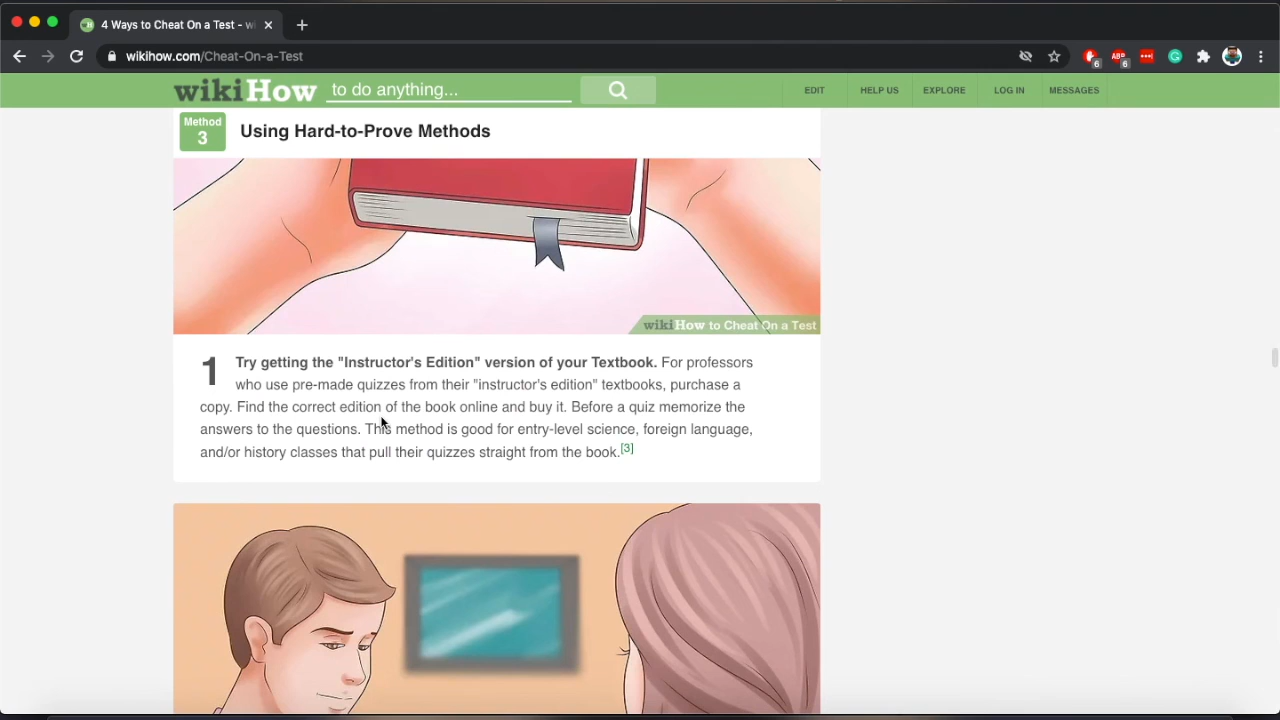 4 Ways to Cheat On a Test - wi
wikihow.com/Cheat-On-a-Test
6
ABP
6
wikiHow
to do anything...
EDIT
HELP US
EXPLORE
LOG IN
MESSAGES
Method
3
Using Hard-to-Prove Methods
wikiHow to Cheat On a Test
1
Try getting the "Instructor's Edition" version of your Textbook. For professors
who use pre-made quizzes from their "instructor's edition" textbooks, purchase a
copy. Find the correct edition of the book online and buy it. Before a quiz memorize the
answers to the questions. This method is good for entry-level science, foreign language,
and/or history classes that pull their quizzes straight from the book.[3]